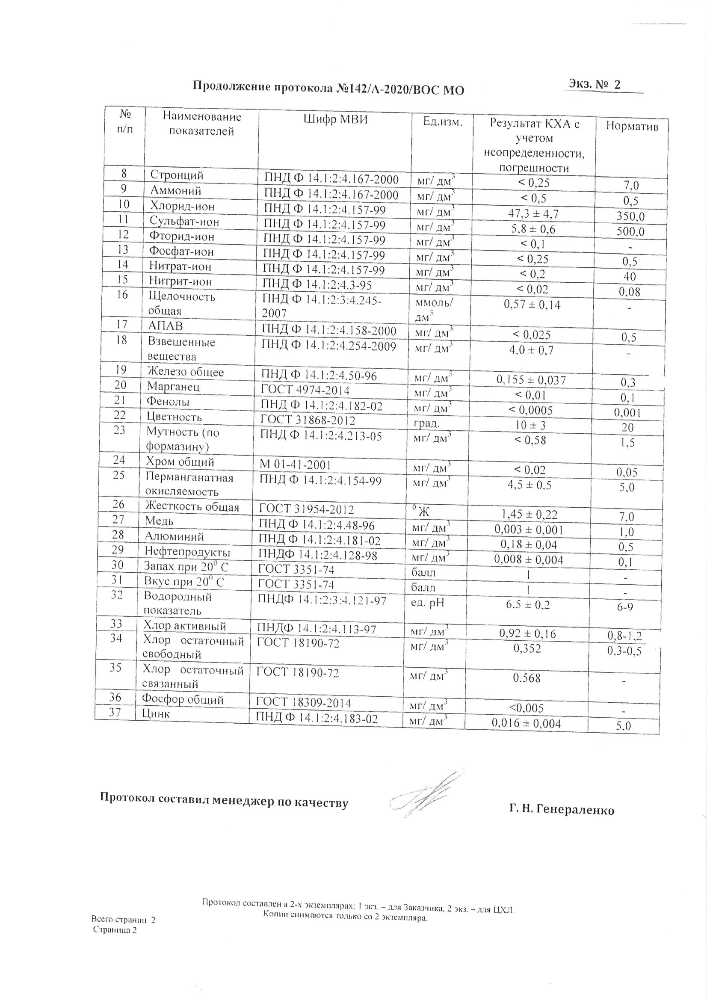 Продолжение протокола №142/А-2020/ВОС МО
Экз. № 2
№ п/п Наименование показателей Шифр МВИ Ед.изм. Результат КХА с учетом неопределенности, погрешности Норматив
8 Стронций ПНД Ф 14.1:2:4.167-2000 мг/ дм³ < 0,25 7,0
9 Аммоний ПНД Ф 14.1:2:4.167-2000 мг/ дм³ < 0,5 0,5
10 Хлорид-ион ПНД Ф 14.1:2:4.157-99 мг/ дм³ 47,3 ± 4,7 350,0
11 Сульфат-ион ПНД Ф 14.1:2:4.157-99 мг/ дм³ 5,8 ± 0,6 500,0
12 Фторид-ион ПНД Ф 14.1:2:4.157-99 мг/ дм³ < 0,1 -
13 Фосфат-ион ПНД Ф 14.1:2:4.157-99 мг/ дм³ < 0,25 0,5
14 Нитрат-ион ПНД Ф 14.1:2:4.157-99 мг/ дм³ < 0,2 40
15 Нитрит-ион ПНД Ф 14.1:2:4.3-95 мг/ дм³ < 0,02 0,08
16 Щелочность общая ПНД Ф 14.1:2:3:4.245-2007 ммоль/ дм³ 0,57 ± 0,14 -
17 АПАВ ПНД Ф 14.1:2:4.158-2000 мг/ дм³ < 0,025 0,5
18 Взвешенные вещества ПНД Ф 14.1:2:4.254-2009 мг/ дм³ 4,0 ± 0,7 -
19 Железо общее ПНД Ф 14.1:2:4.50-96 мг/ дм³ 0,155 ± 0,037 0,3
20 Марганец ГОСТ 4974-2014 мг/ дм³ < 0,01 0,1
21 Фенолы ПНД Ф 14.1:2:4.182-02 мг/ дм³ < 0,0005 0,001
22 Цветность ГОСТ 31868-2012 град. 10 ± 3 20
23 Мутность (по формазину) ПНД Ф 14.1:2:4.213-05 мг/ дм³ < 0,58 1,5
24 Хром общий М 01-41-2001 мг/ дм³ < 0,02 0,05
25 Перманганатная окисляемость ПНД Ф 14.1:2:4.154-99 мг/ дм³ 4,5 ± 0,5 5,0
26 Жесткость общая ГОСТ 31954-2012 ⁰Ж 1,45 ± 0,22 7,0
27 Медь ПНД Ф 14.1:2:4.48-96 мг/ дм³ 0,003 ± 0,001 1,0
28 Алюминий ПНД Ф 14.1:2:4.181-02 мг/ дм³ 0,18 ± 0,04 0,5
29 Нефтепродукты ПНДФ 14.1:2:4.128-98 мг/ дм³ 0,008 ± 0,004 0,1
30 Запах при 20⁰ С ГОСТ 3351-74 балл 1 -
31 Вкус при 20⁰ С ГОСТ 3351-74 балл 1 -
32 Водородный показатель ПНДФ 14.1:2:3:4.121-97 ед. рН 6,5 ± 0,2 6-9
33 Хлор активный ПНДФ 14.1:2:4.113-97 мг/ дм³ 0,92 ± 0,16 0,8-1,2
34 Хлор остаточный свободный ГОСТ 18190-72 мг/ дм³ 0,352 0,3-0,5
35 Хлор остаточный связанный ГОСТ 18190-72 мг/ дм³ 0,568 -
36 Фосфор общий ГОСТ 18309-2014 мг/ дм³ <0,005 -
37 Цинк ПНД Ф 14.1:2:4.183-02 мг/ дм³ 0,016 ± 0,004 5,0
Протокол составил менеджер по качеству
Г. Н. Генераленко
Протокол составлен в 2-х экземплярах: 1 экз. – для Заказчика, 2 экз. – для ЦХЛ.
Копии снимаются только со 2 экземпляра.
Всего страниц 2
Страница 2